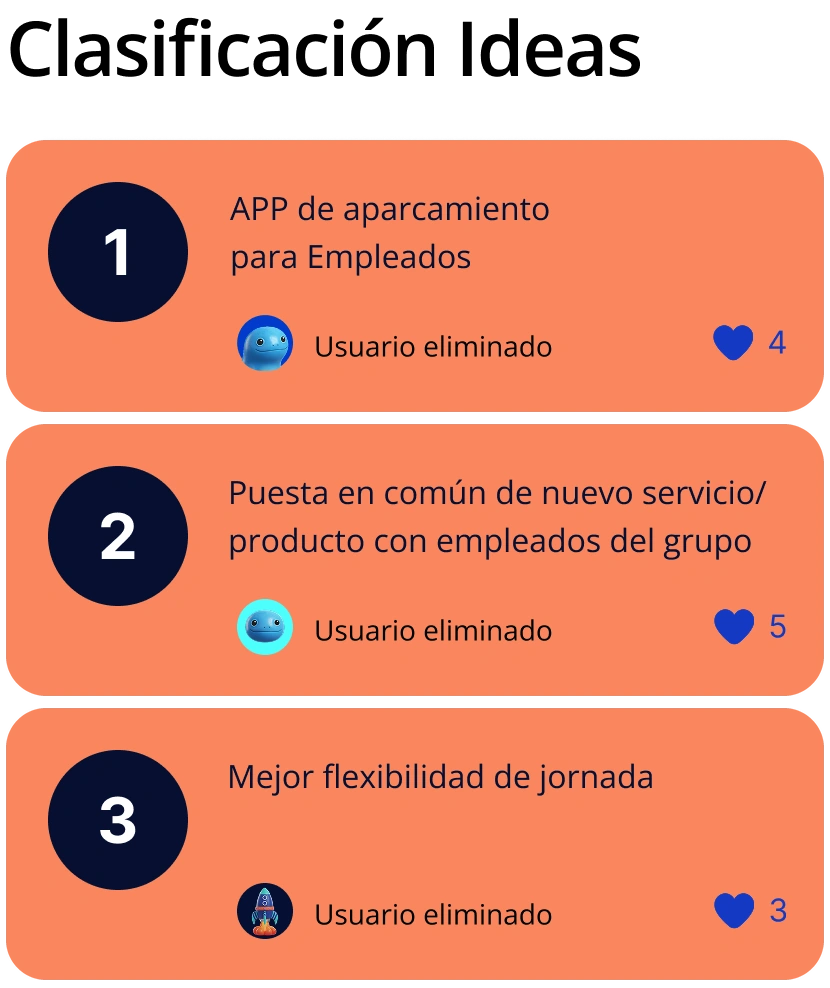 Clasificación Ideas
1
APP de aparcamiento
para Empleados
Usuario eliminado
4
2
Puesta en común de nuevo servicio/
producto con empleados del grupo
Usuario eliminado
5
3
Mejor flexibilidad de jornada
Usuario eliminado
3